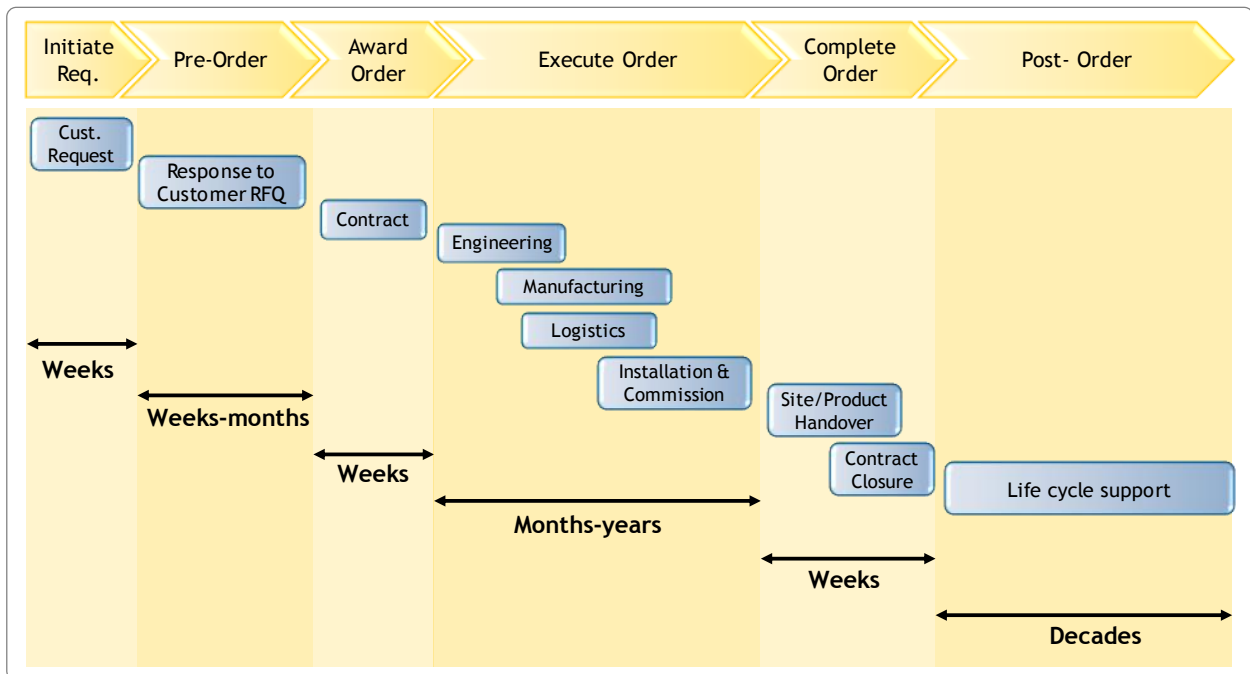 Initiate
Req.
Pre-Order
Award
Order
Execute Order
Complete
Order
Post- Order
Cust.
Request
Response to
Customer RFQ
Contract
Engineering
Manufacturing
Logistics
Installation &
Commission
Site/Product
Handover
Contract
Closure
Life cycle support
Weeks
Weeks-months
Weeks
Months-years
Weeks
Decades